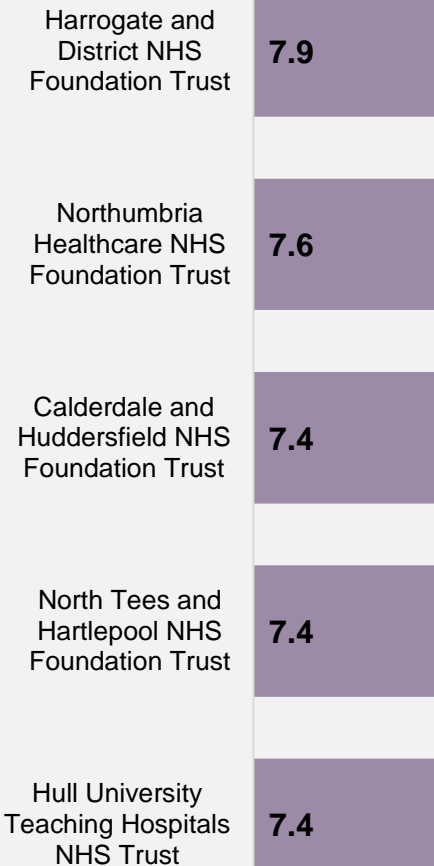 Harrogate and
District NHS
Foundation Trust
7.9
Northumbria
Healthcare NHS
Foundation Trust
7.6
Calderdale and
Huddersfield NHS
Foundation Trust
7.4
North Tees and
Hartlepool NHS
Foundation Trust
7.4
Hull University
Teaching Hospitals
NHS Trust
7.4